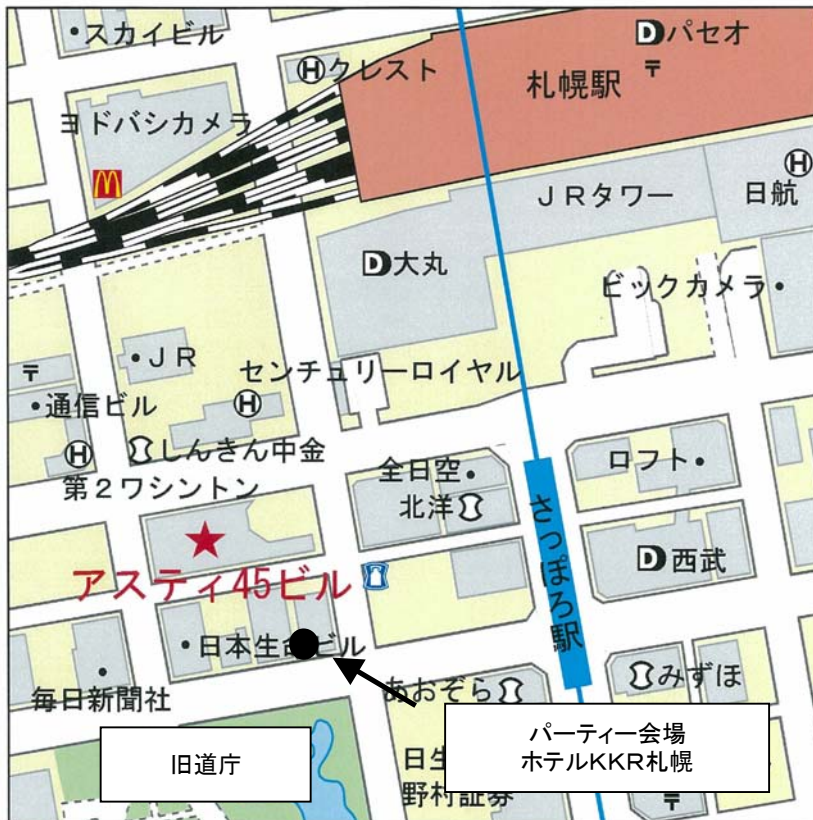 スカイビル
パセオ
クレスト
札幌駅
ヨドバシカメラ
JRタワー
日航
大丸
ビックカメラ
JR
センチュリーロイヤル
通信ビル
しんきん中金
全日空
ロフト
第2ワシントン
北洋
さっぽろ駅
西武
アスティ45ビル
日本生命ビル
みずほ
あおぞら
毎日新聞社
旧道庁
パーティー会場
ホテルKKR札幌
野村証券